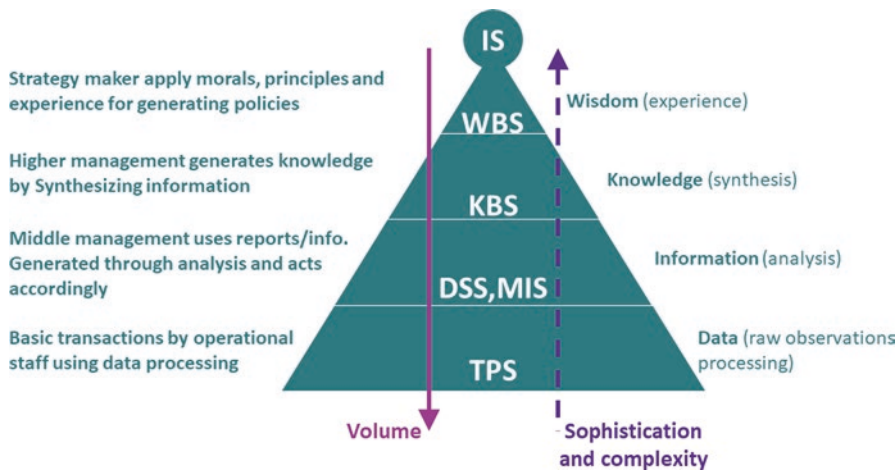 IS
Strategy maker apply morals, principles and
experience for generating policies
WBS
Wisdom (experience)
Higher management generates knowledge
by Synthesizing information
KBS
Knowledge (synthesis)
Middle management uses reports/info.
Generated through analysis and acts
accordingly
DSS,MIS
Information (analysis)
Basic transactions by operational
staff using data processing
TPS
Data (raw observations
processing)
Volume
Sophistication
and complexity